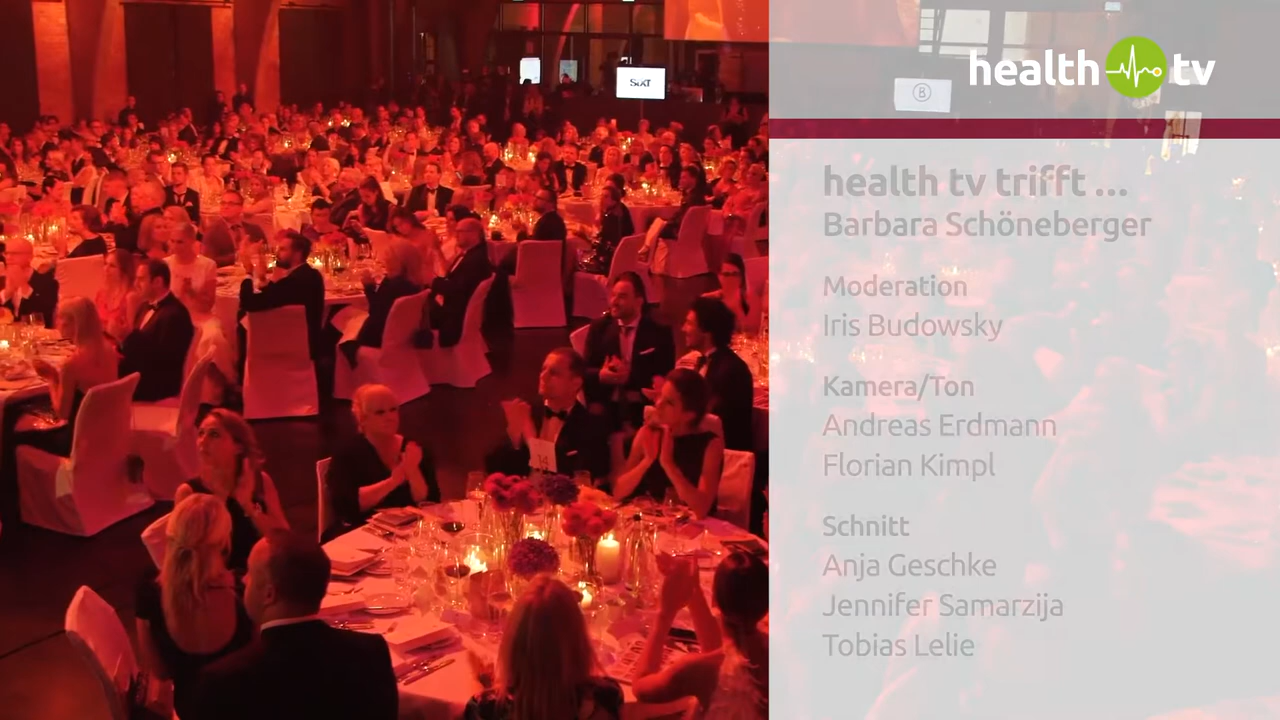 SiXT
B
health tv
health tv trifft ...
Barbara Schöneberger
Moderation
Iris Budowsky
Kamera/Ton
Andreas Erdmann
Florian Kimpl
14
Schnitt
Anja Geschke
Jennifer Samarzija
Tobias Lelie